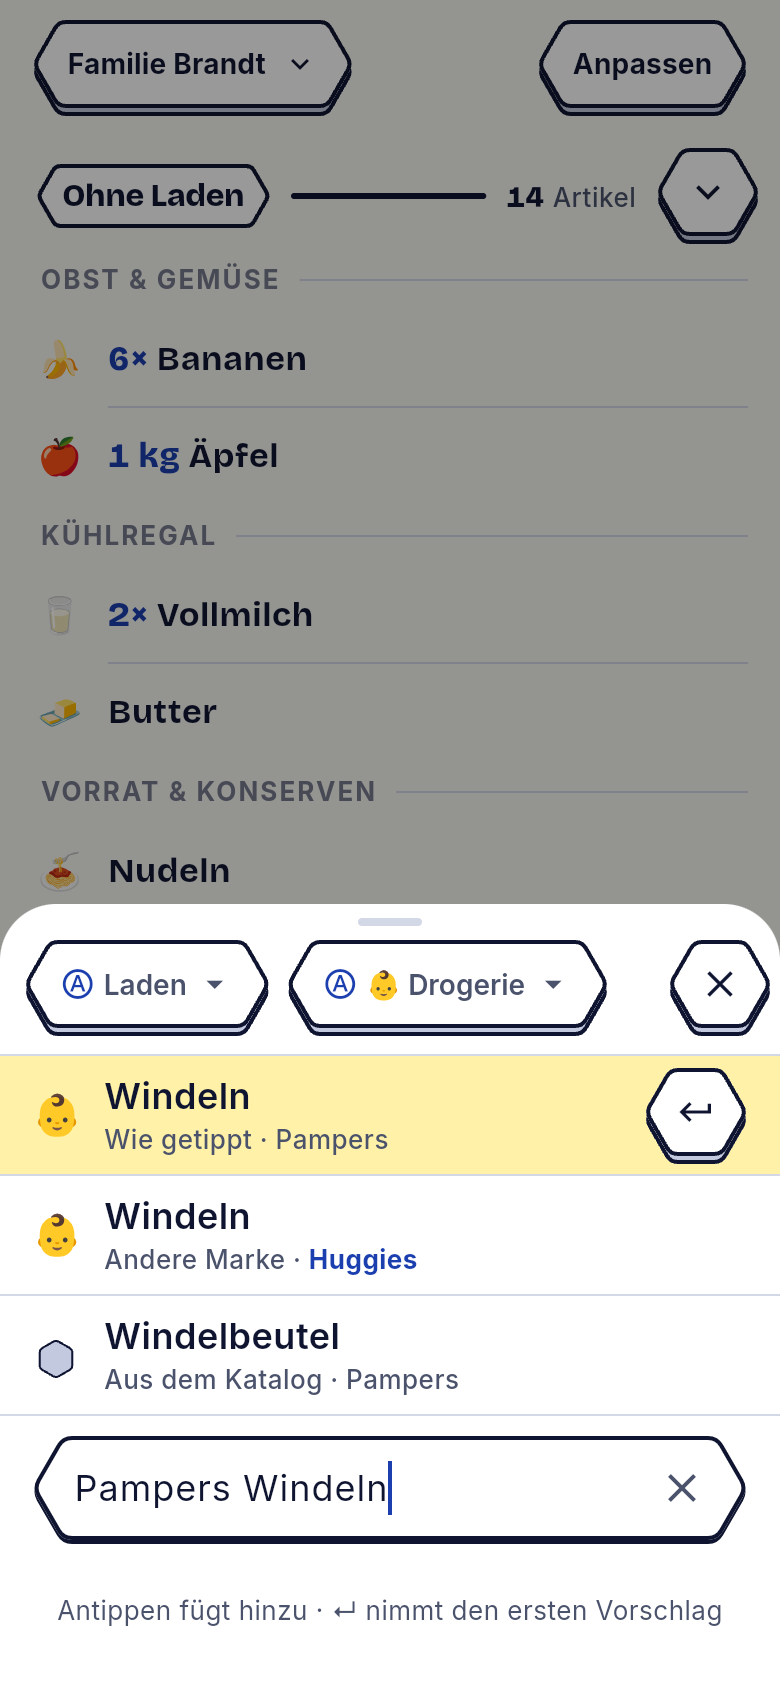 Familie Brandt
Anpassen
Ohne Laden
14 Artikel
OBST & GEMÜSE
6× Bananen
1 kg Äpfel
KÜHLREGAL
2× Vollmilch
Butter
VORRAT & KONSERVEN
Nudeln
A Laden
A Drogerie
Windeln
Wie getippt · Pampers
Windeln
Andere Marke · Huggies
Windelbeutel
Aus dem Katalog · Pampers
Pampers Windeln
Antippen fügt hinzu · ↵ nimmt den ersten Vorschlag